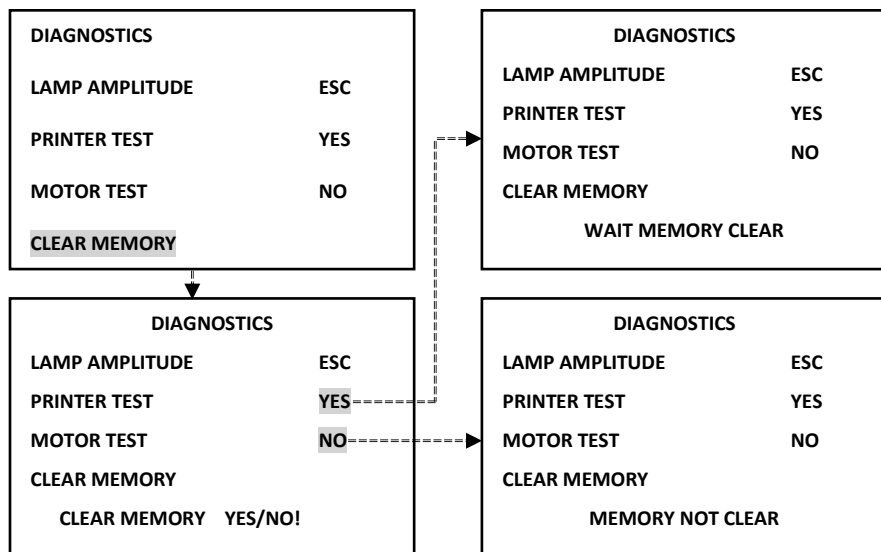 DIAGNOSTICS
LAMP AMPLITUDE ESC
PRINTER TEST YES
MOTOR TEST NO
CLEAR MEMORY
DIAGNOSTICS
LAMP AMPLITUDE ESC
PRINTER TEST YES
MOTOR TEST NO
CLEAR MEMORY
WAIT MEMORY CLEAR
DIAGNOSTICS
LAMP AMPLITUDE ESC
PRINTER TEST YES
MOTOR TEST NO
CLEAR MEMORY
CLEAR MEMORY YES/NO!
DIAGNOSTICS
LAMP AMPLITUDE ESC
PRINTER TEST YES
MOTOR TEST NO
CLEAR MEMORY
MEMORY NOT CLEAR